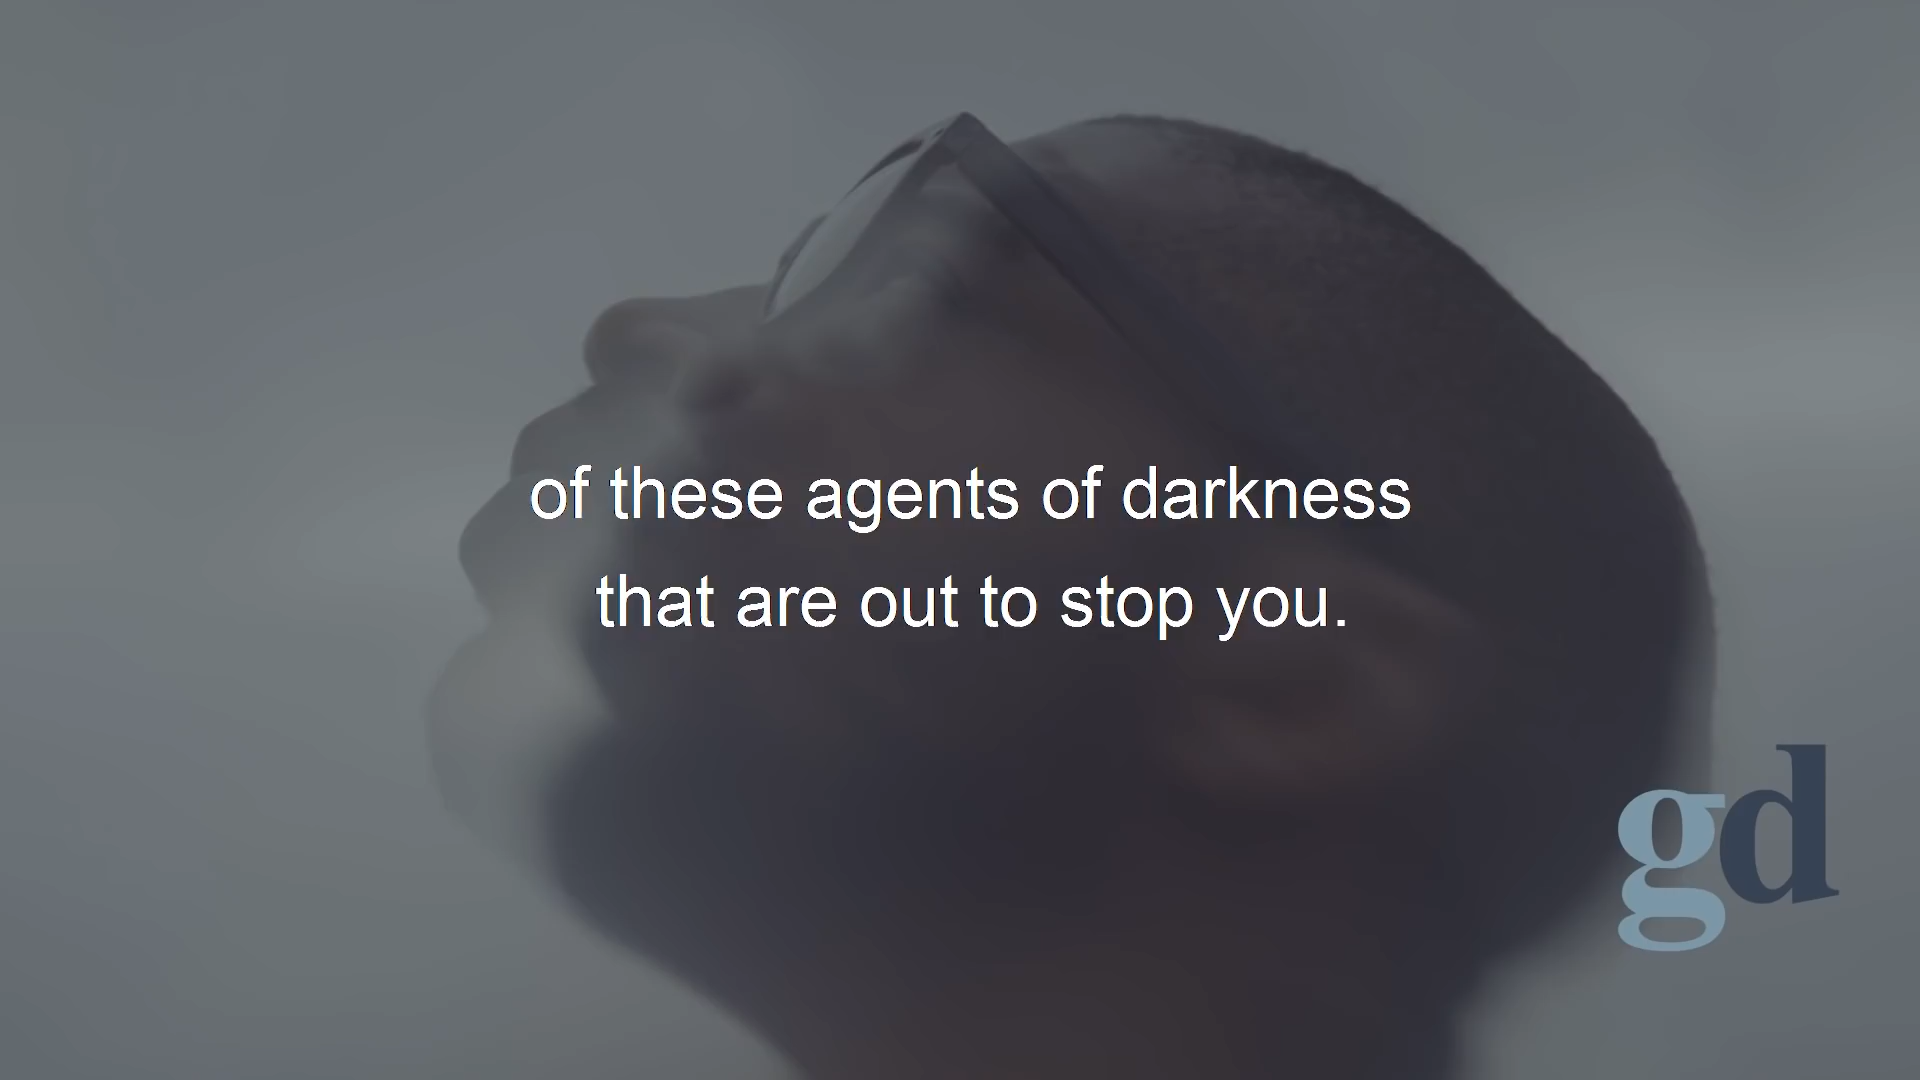 of these agents of darkness
that are out to stop you.
gd